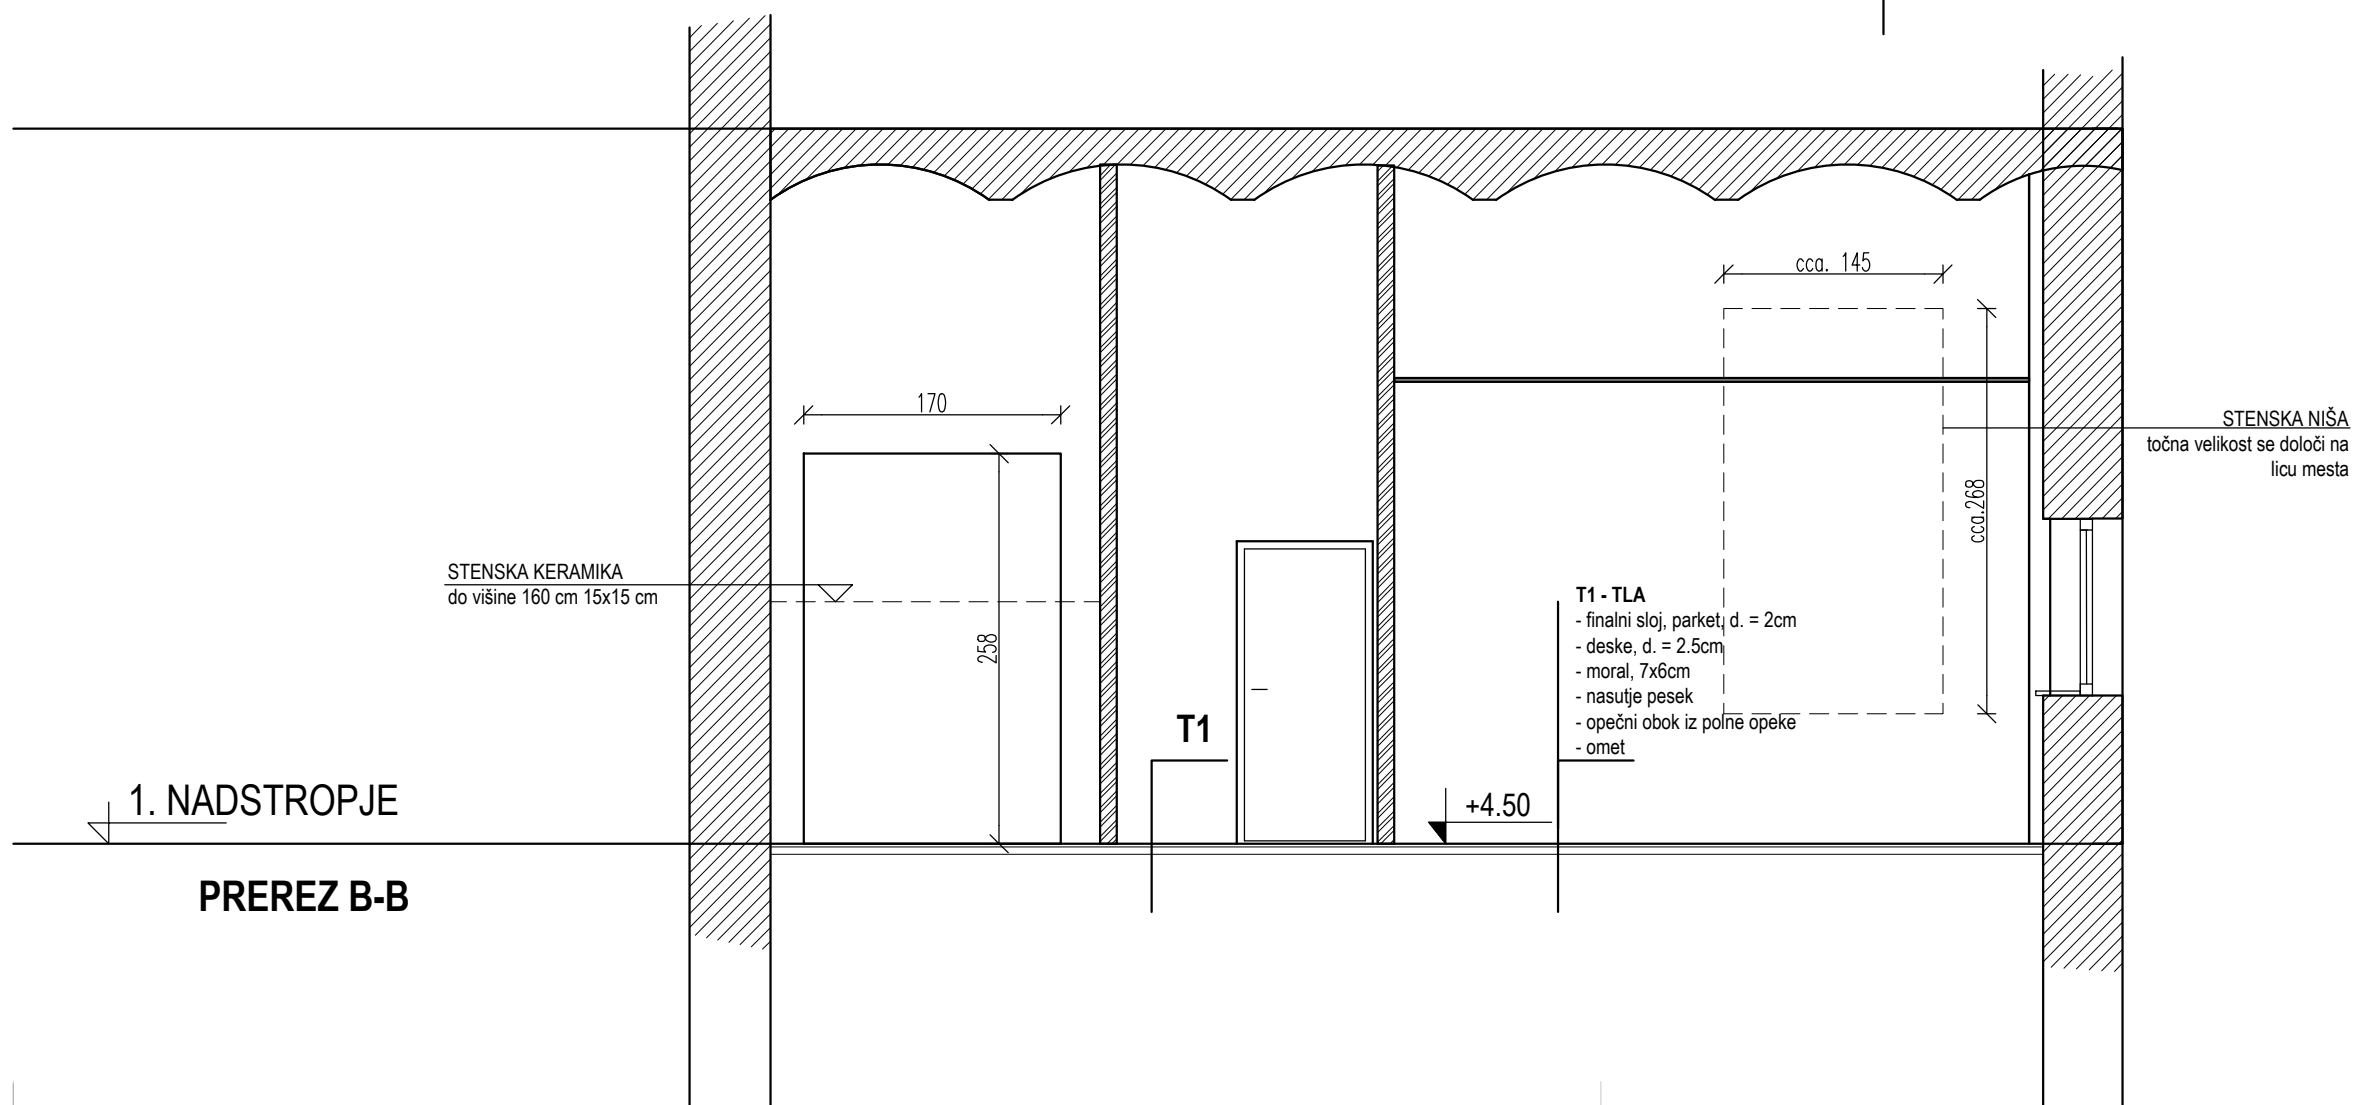 cca. 145
170
STENSKA NIŠA
točna velikost se določi na
licu mesta
cca.268
STENSKA KERAMIKA
do višine 160 cm 15x15 cm
258
T1 - TLA
- finalni sloj, parket, d. = 2cm
- deske, d. = 2.5cm
- moral, 7x6cm
- nasutje pesek
- opečni obok iz polne opeke
- omet
T1
1. NADSTROPJE
+4.50
PREREZ B-B